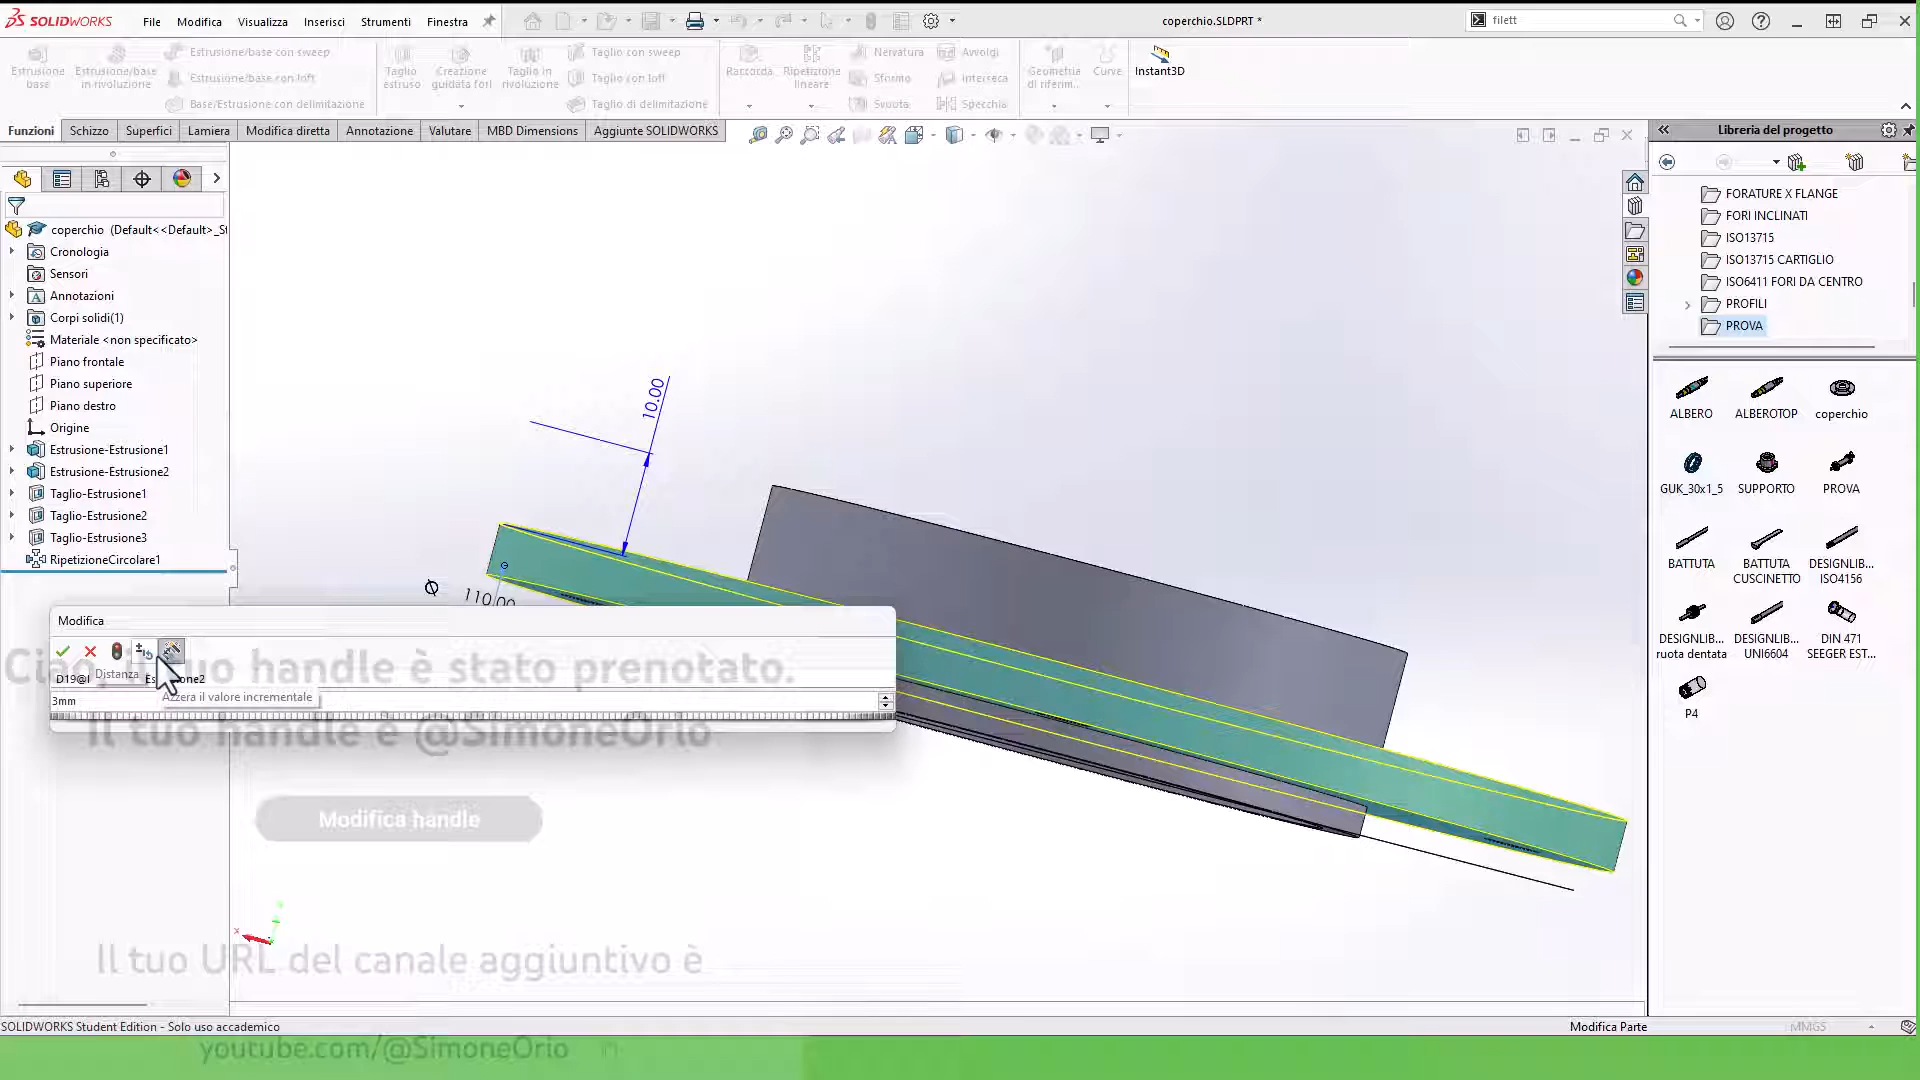 SOLIDWORKS File Modifica Visualizza Inserisci Strumenti Finestra coperchio.SLDPRT * filett
Estrusione base
Estrusione/base in rivoluzione
Estrusione/base con sweep
Estrusione/base con loft
Base/Estrusione con delimitazione
Taglio estruso
Creazione guidata fori
Taglio in rivoluzione
Taglio con sweep
Taglio con loft
Taglio di delimitazione
Raccorda
Ripetizione lineare
Nervatura
Sformo
Svuota
Avvolgi
Interseca
Specchia
Geometria di riferim...
Curve
Instant3D
Funzioni Schizzo Superfici Lamiera Modifica diretta Annotazione Valutare MBD Dimensions Aggiunte SOLIDWORKS
coperchio (Default<<Default>_St
Cronologia
Sensori
Annotazioni
Corpi solidi(1)
Materiale <non specificato>
Piano frontale
Piano superiore
Piano destro
Origine
Estrusione-Estrusione1
Estrusione-Estrusione2
Taglio-Estrusione1
Taglio-Estrusione2
Taglio-Estrusione3
RipetizioneCircolare1
10.00
Ø 110.00
Modifica
Distanza
Azzera il valore incrementale
3mm
Ciao, il tuo handle è stato prenotato.
Il tuo handle è @SimoneOrio
Modifica handle
Il tuo URL del canale aggiuntivo è
youtube.com/@SimoneOrio
Libreria del progetto
FORATURE X FLANGE
FORI INCLINATI
ISO13715
ISO13715 CARTIGLIO
ISO6411 FORI DA CENTRO
PROFILI
PROVA
ALBERO ALBEROTOP coperchio
GUK_30x1_5 SUPPORTO PROVA
BATTUTA
BATTUTA CUSCINETTO
DESIGNLIB... ISO4156
DESIGNLIB... ruota dentata
DESIGNLIB... UNI6604
DIN 471 SEEGER EST...
P4
SOLIDWORKS Student Edition - Solo uso accademico Modifica Parte MMGS